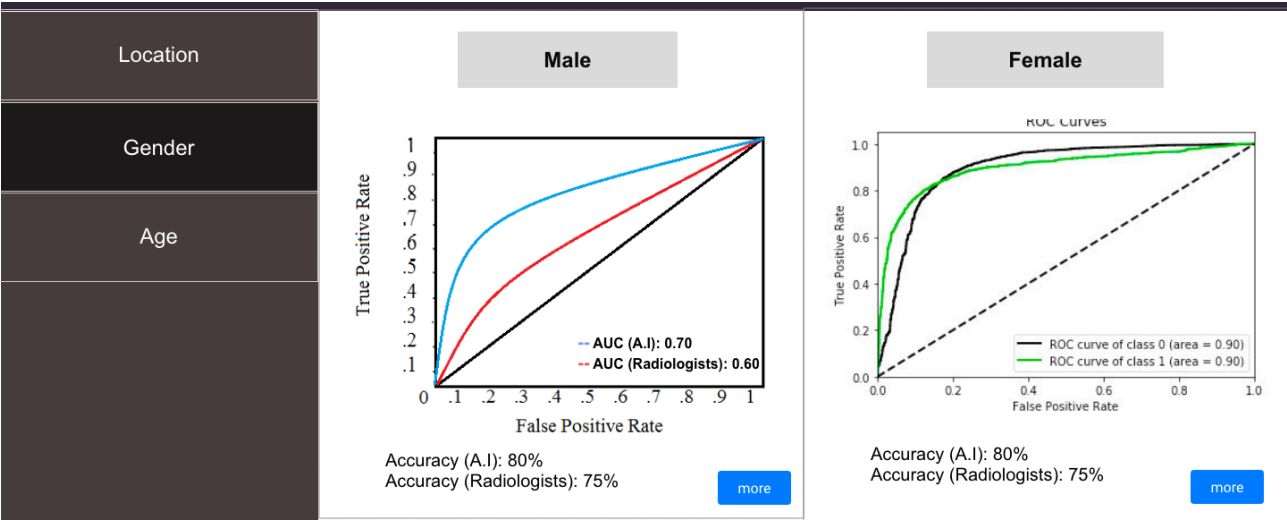 Location
Gender
Age
Male
True Positive Rate
1
.9
.8
.7
.6
.5
.4
.3
.2
.1
-- AUC (A.I): 0.70
-- AUC (Radiologists): 0.60
0 .1 .2 .3 .4 .5 .6 .7 .8 .9 1
False Positive Rate
Accuracy (A.I): 80%
Accuracy (Radiologists): 75%
more
Female
ROC Curves
True Positive Rate
1.0
0.8
0.6
0.4
0.2
0.0
ROC curve of class 0 (area = 0.90)
ROC curve of class 1 (area = 0.90)
0.0 0.2 0.4 0.6 0.8 1.0
False Positive Rate
Accuracy (A.I): 80%
Accuracy (Radiologists): 75%
more